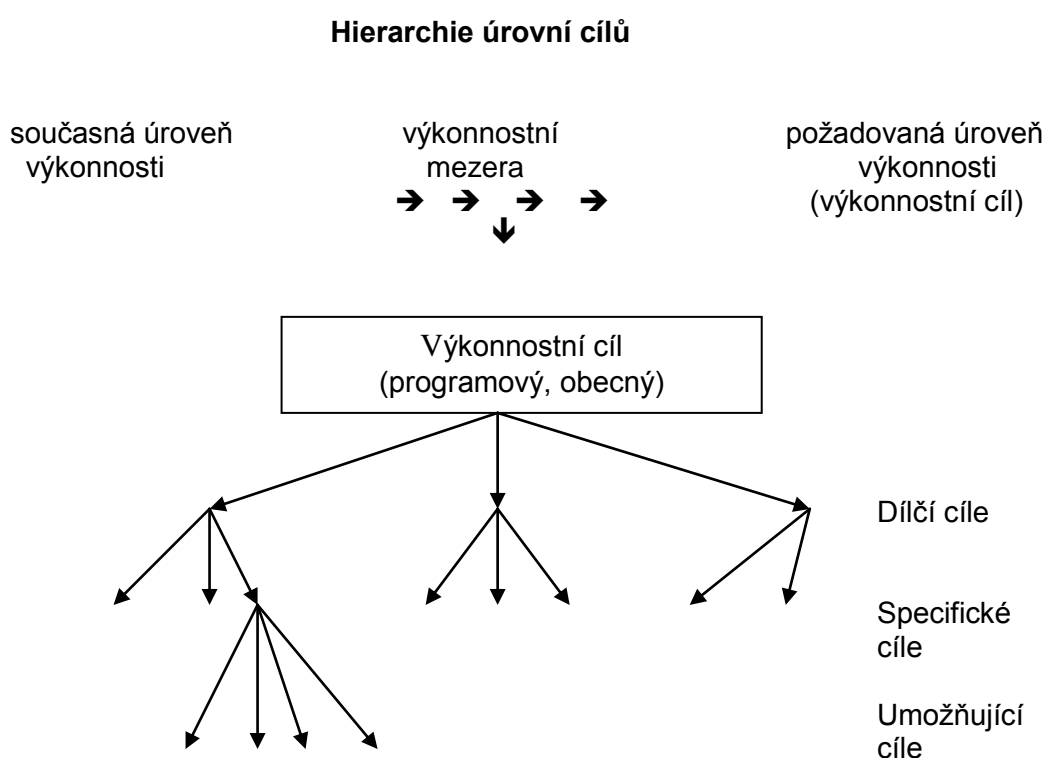 Hierarchie úrovní cílů
současná úroveň
výkonnosti
výkonnostní
mezera
požadovaná úroveň
výkonnosti
(výkonnostní cíl)
Výkonnostní cíl
(programový, obecný)
Dílčí cíle
Specifické
cíle
Umožňující
cíle